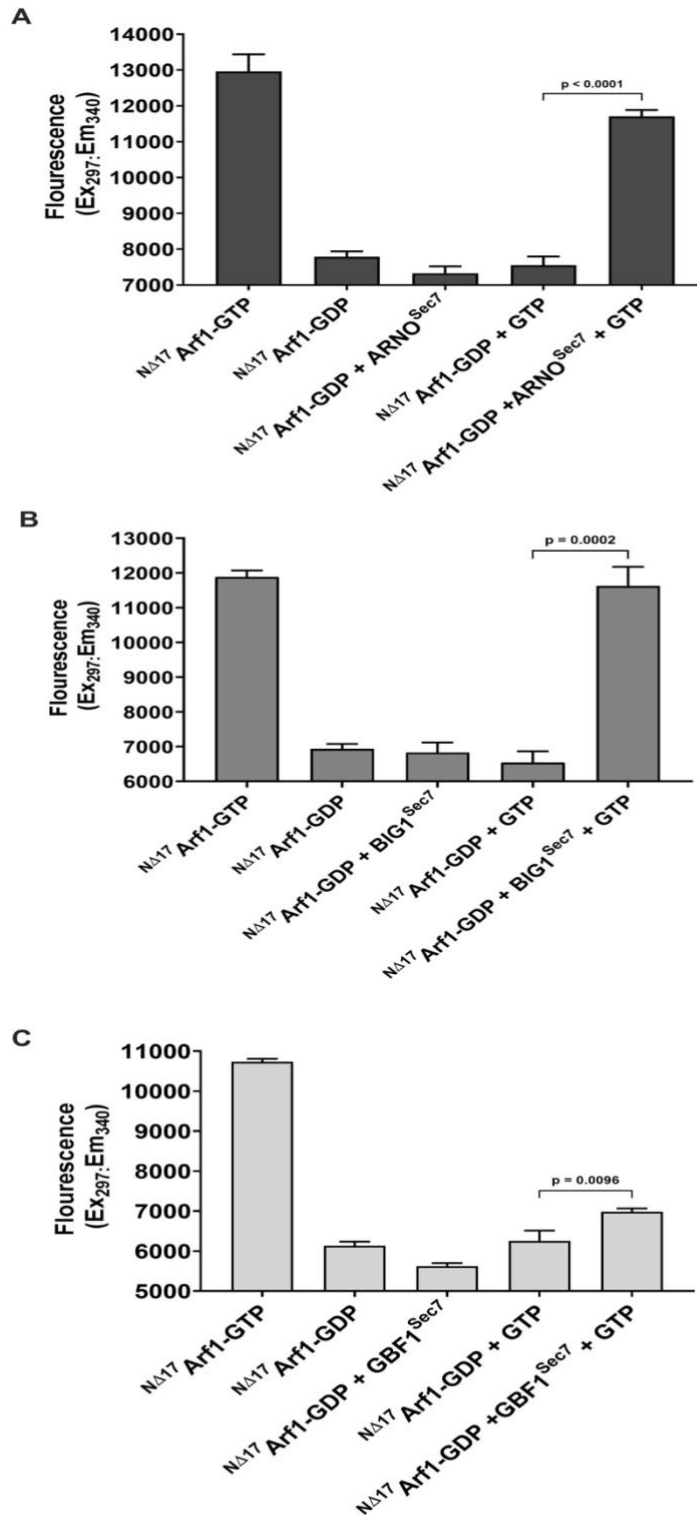 A
Flourescence
(Ex297:Em340)
14000
13000
12000
11000
10000
9000
8000
7000
p < 0.0001
NΔ17 Arf1-GTP
NΔ17 Arf1-GDP
NΔ17 Arf1-GDP + ARNOSec7
NΔ17 Arf1-GDP + GTP
NΔ17 Arf1-GDP +ARNOSec7 + GTP
B
Flourescence
(Ex297:Em340)
13000
12000
11000
10000
9000
8000
7000
6000
p = 0.0002
NΔ17 Arf1-GTP
NΔ17 Arf1-GDP
NΔ17 Arf1-GDP + BIG1Sec7
NΔ17 Arf1-GDP + GTP
NΔ17 Arf1-GDP + BIG1Sec7 + GTP
C
Flourescence
(Ex297:Em340)
11000
10000
9000
8000
7000
6000
5000
p = 0.0096
NΔ17 Arf1-GTP
NΔ17 Arf1-GDP
NΔ17 Arf1-GDP + GBF1Sec7
NΔ17 Arf1-GDP + GTP
NΔ17 Arf1-GDP +GBF1Sec7 + GTP